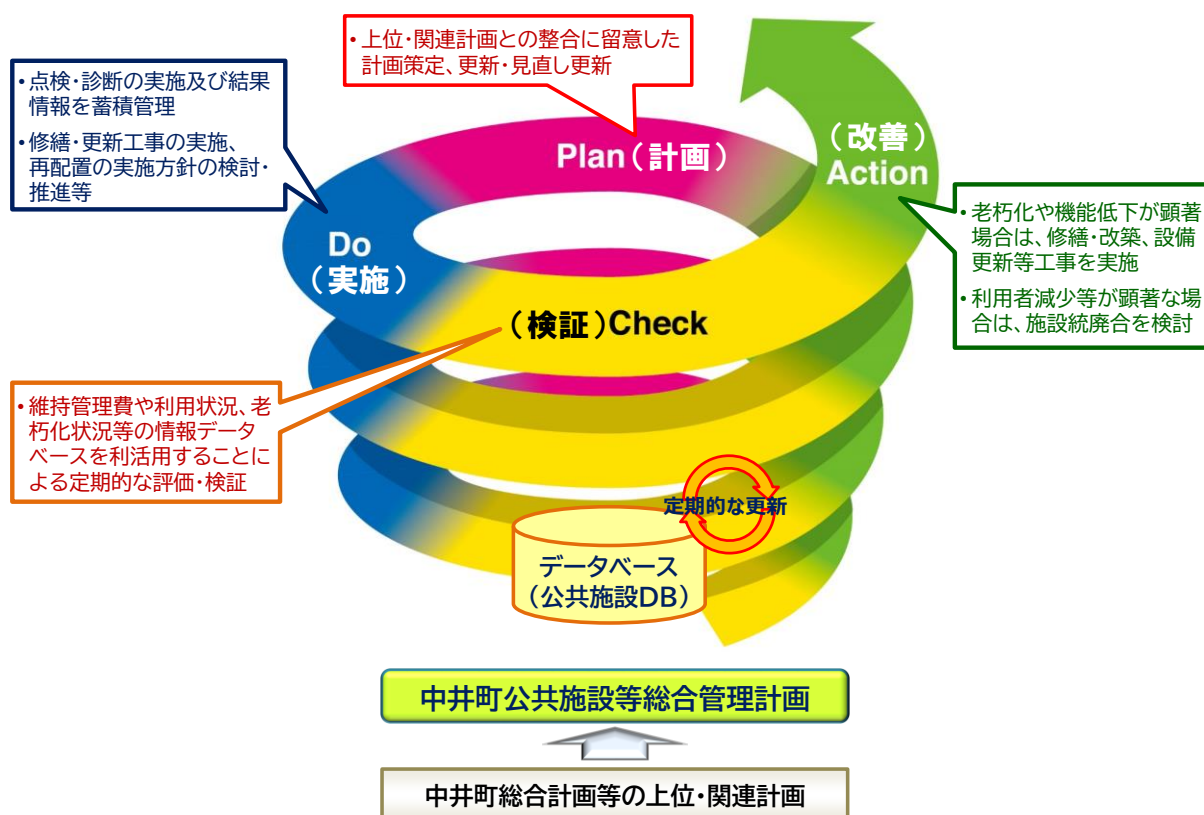 ・上位・関連計画との整合に留意した
計画策定、更新・見直し更新
・点検・診断の実施及び結果
情報を蓄積管理
・修繕・更新工事の実施、
再配置の実施方針の検討・
推進等
Plan（計画）
（改善）
Action
Do
（実施）
（検証）Check
・老朽化や機能低下が顕著
場合は、修繕・改築、設備
更新等工事を実施
・利用者減少等が顕著な場
合は、施設統廃合を検討
・維持管理費や利用状況、老
朽化状況等の情報データ
ベースを利活用することに
よる定期的な評価・検証
定期的な更新
データベース
（公共施設DB）
中井町公共施設等総合管理計画
中井町総合計画等の上位・関連計画